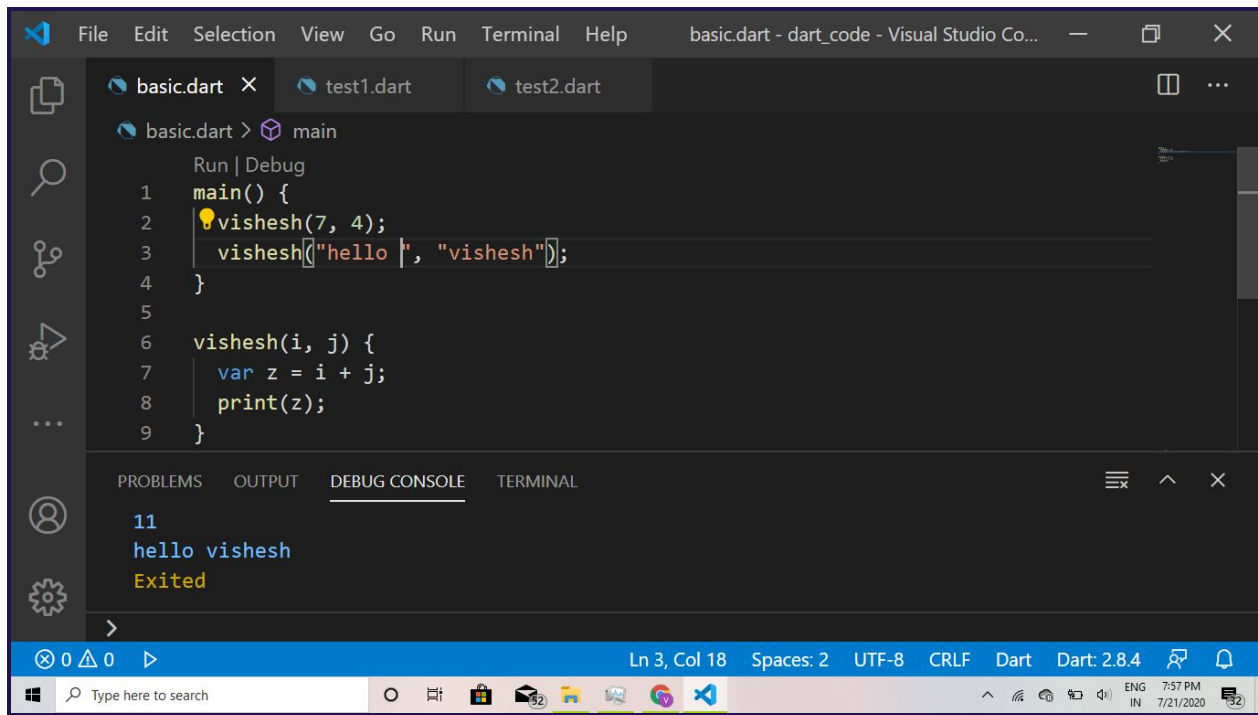 File Edit Selection View Go Run Terminal Help basic.dart - dart_code - Visual Studio Co...
basic.dart test1.dart test2.dart
basic.dart > main
Run | Debug
1 main() {
2 vishesh(7, 4);
3 vishesh("hello ", "vishesh");
4 }
5
6 vishesh(i, j) {
7 var z = i + j;
8 print(z);
9 }
PROBLEMS OUTPUT DEBUG CONSOLE TERMINAL
11
hello vishesh
Exited
>
0 0 Ln 3, Col 18 Spaces: 2 UTF-8 CRLF Dart Dart: 2.8.4
Type here to search 52 ENG 7:57 PM
IN 7/21/2020 32